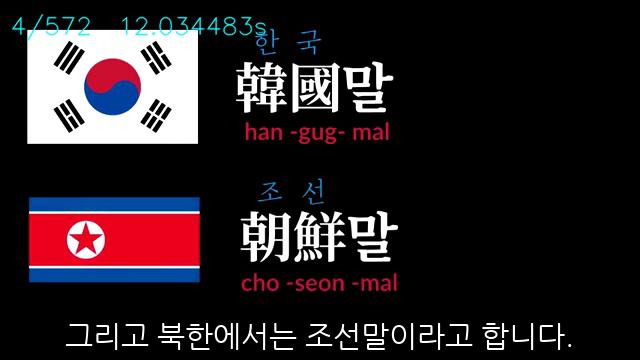 4/572 12.034483s
한 국
韓國말
han -gug- mal
조 선
朝鮮말
cho -seon -mal
그리고 북한에서는 조선말이라고 합니다.